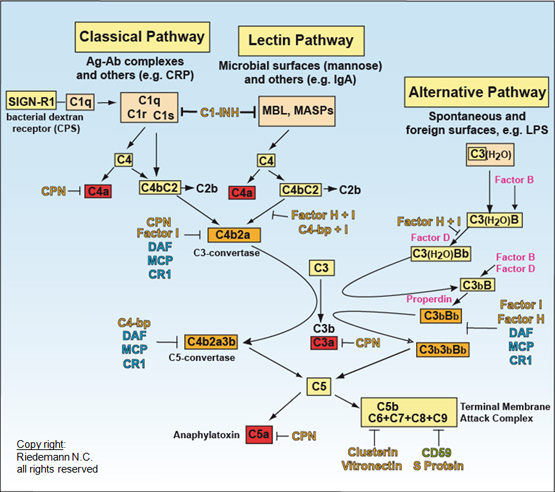 Classical Pathway
Ag-Ab complexes
and others (e.g. CRP)
Lectin Pathway
Microbial surfaces (mannose)
and others (e.g. IgA)
Alternative Pathway
Spontaneous and
foreign surfaces, e.g. LPS
SIGN-R1 C1q
bacterial dextran
receptor (CPS)
C1q
C1r C1s
C1-INH
MBL, MASPs
C4
C4
CPN
C4a
C4bC2
C2b
C4a
C4bC2
C2b
C3(H₂O)
Factor B
Factor H + I
C3(H₂O)B
Factor D
C3(H₂O)Bb
Factor B
Factor D
C3bB
Properdin
C3bBb
C3b3bBb
Factor I
Factor H
DAF
MCP
CR1
CPN
Factor I
DAF
MCP
CR1
C4b2a
C3-convertase
Factor H + I
C4-bp + I
C3
C3b
C3a
CPN
C4-bp
DAF
MCP
CR1
C4b2a3b
C5-convertase
C5
Anaphylatoxin
C5a
CPN
C5b
C6+C7+C8+C9
Terminal Membrane
Attack Complex
Clusterin
Vitronectin
CD59
S Protein
Copy right:
Riedemann N.C.
all rights reserved